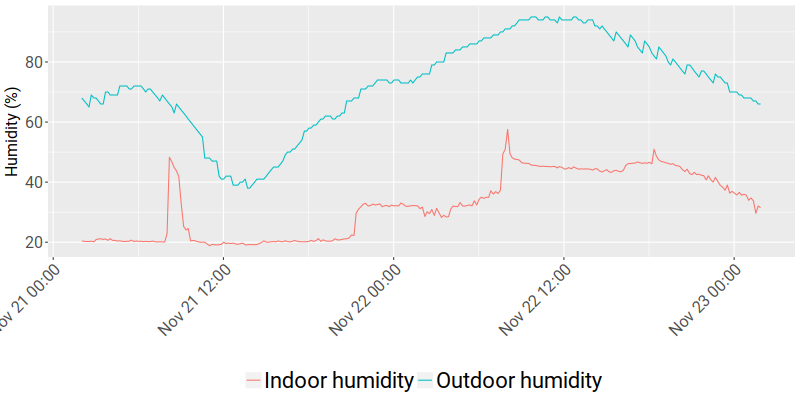 Humidity (%)
80
60
40
20
Nov 21 00:00
Nov 21 12:00
Nov 22 00:00
Nov 22 12:00
Nov 23 00:00
Indoor humidity
Outdoor humidity